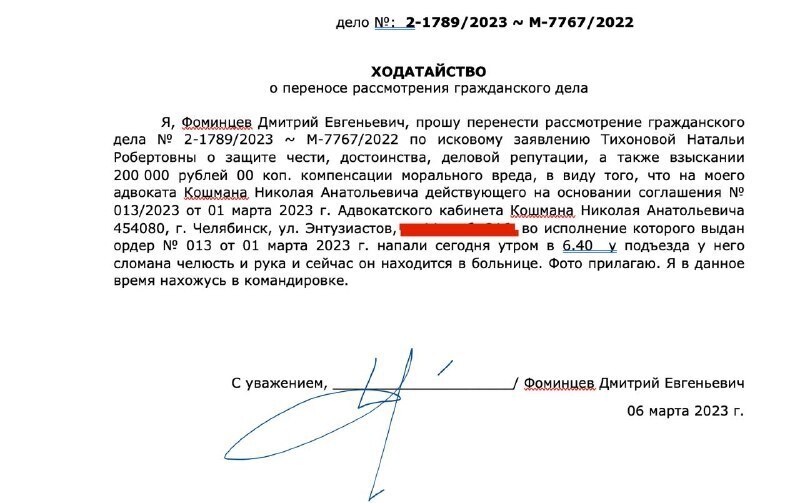 дело №: 2-1789/2023 ~ М-7767/2022
ХОДАТАЙСТВО
о переносе рассмотрения гражданского дела
Я, Фоминцев Дмитрий Евгеньевич, прошу перенести рассмотрение гражданского
дела № 2-1789/2023 ~ М-7767/2022 по исковому заявлению Тихоновой Натальи
Робертовны о защите чести, достоинства, деловой репутации, а также взыскании
200 000 рублей 00 коп. компенсации морального вреда, в виду того, что на моего
адвоката Кошмана Николая Анатольевича действующего на основании соглашения №
013/2023 от 01 марта 2023 г. Адвокатского кабинета Кошмана Николая Анатольевича
454080, г. Челябинск, ул. Энтузиастов, во исполнение которого выдан
ордер № 013 от 01 марта 2023 г. напали сегодня утром в 6.40 у подъезда у него
сломана челюсть и рука и сейчас он находится в больнице. Фото прилагаю. Я в данное
время нахожусь в командировке.
С уважением, / Фоминцев Дмитрий Евгеньевич
06 марта 2023 г.